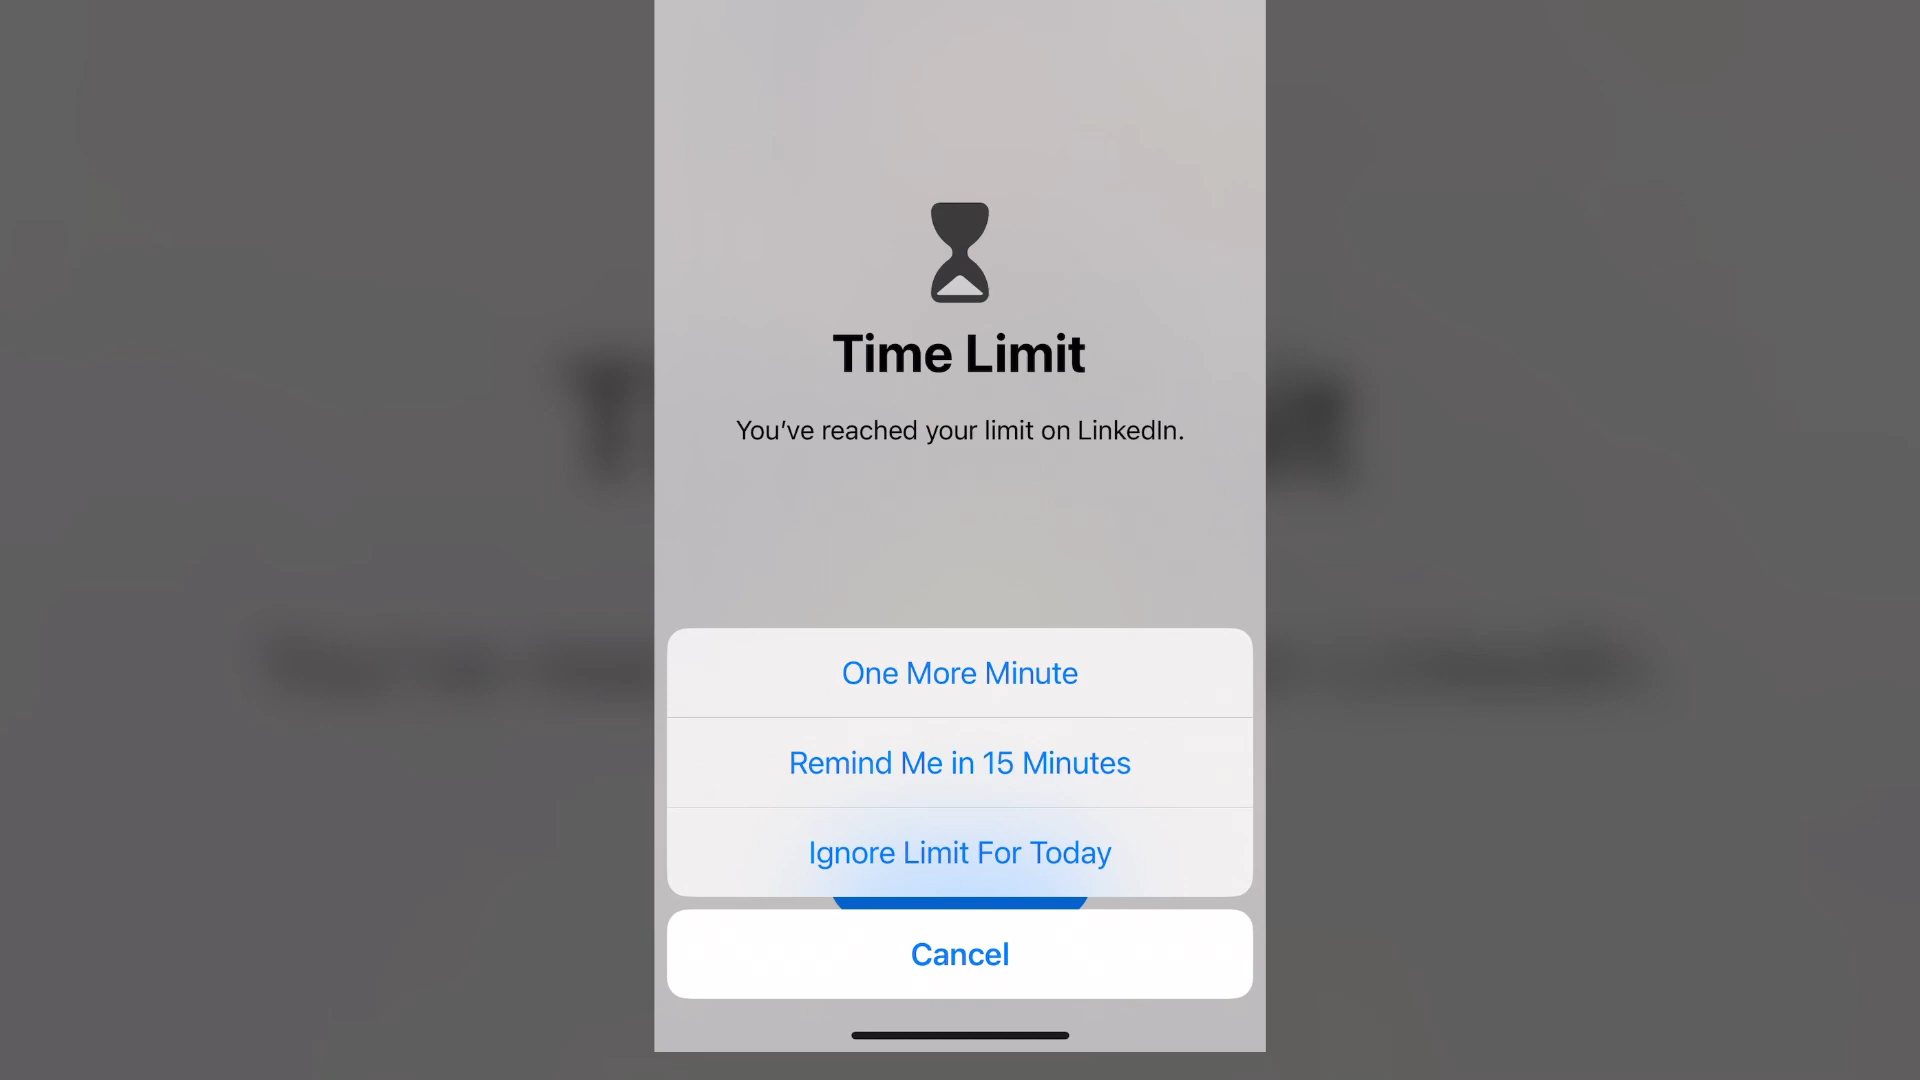 Time Limit
You’ve reached your limit on LinkedIn.
One More Minute
Remind Me in 15 Minutes
Ignore Limit For Today
Cancel